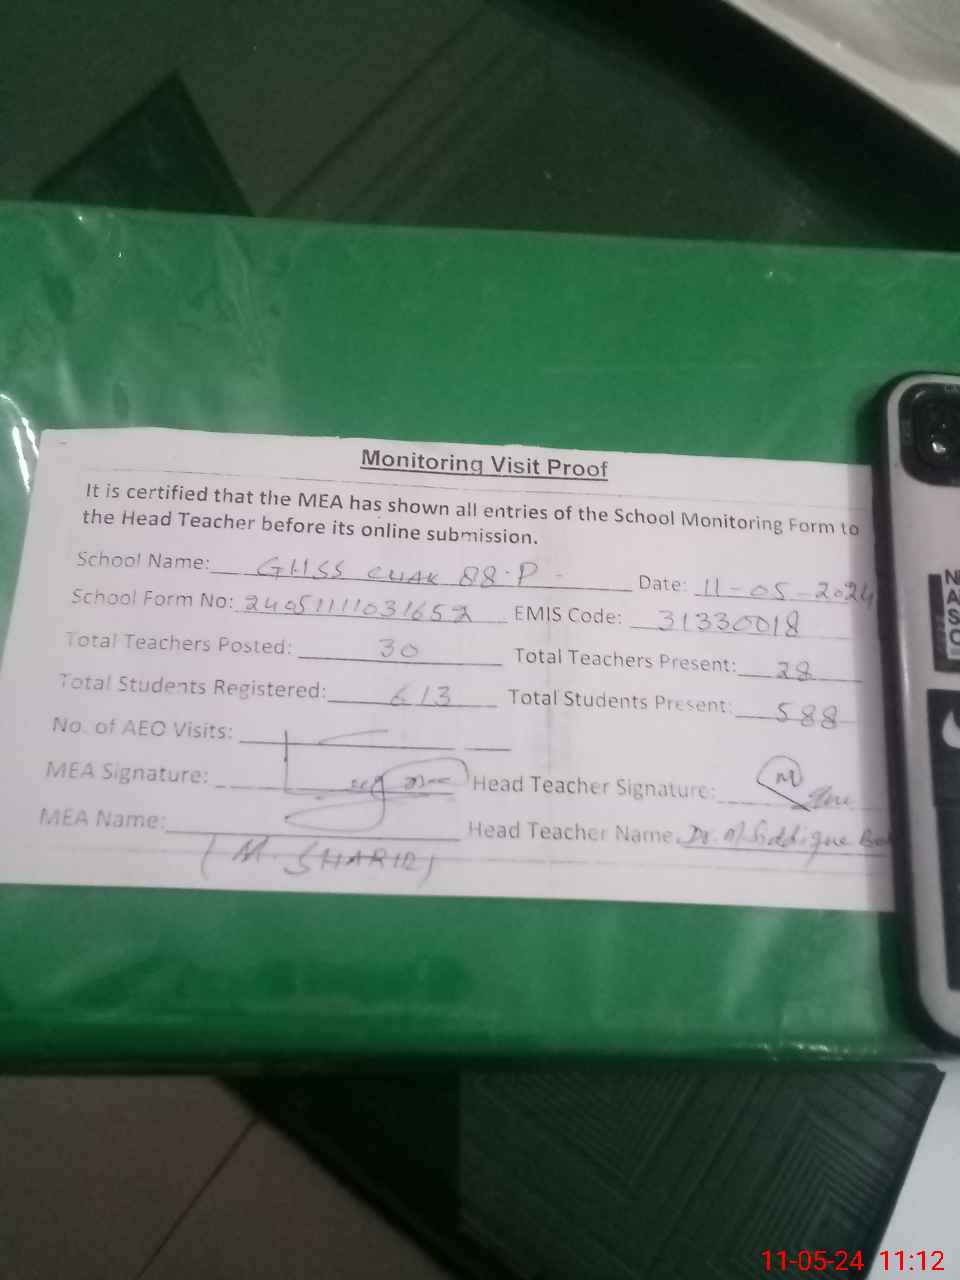 Monitoring Visit Proof
It is certified that the MEA has shown all entries of the School Monitoring Form to
the Head Teacher before its online submission.
School Name: GHSS CHAK 88-P Date: 11-05-2024
School Form No: 24051111031652 EMIS Code: 31330018
Total Teachers Posted: 30 Total Teachers Present: 28
Total Students Registered: 613 Total Students Present: 588
No. of AEO Visits:
MEA Signature: Head Teacher Signature:
MEA Name: Head Teacher Name Dr. M. Siddique
(M. SHARIF)
11-05-24 11:12